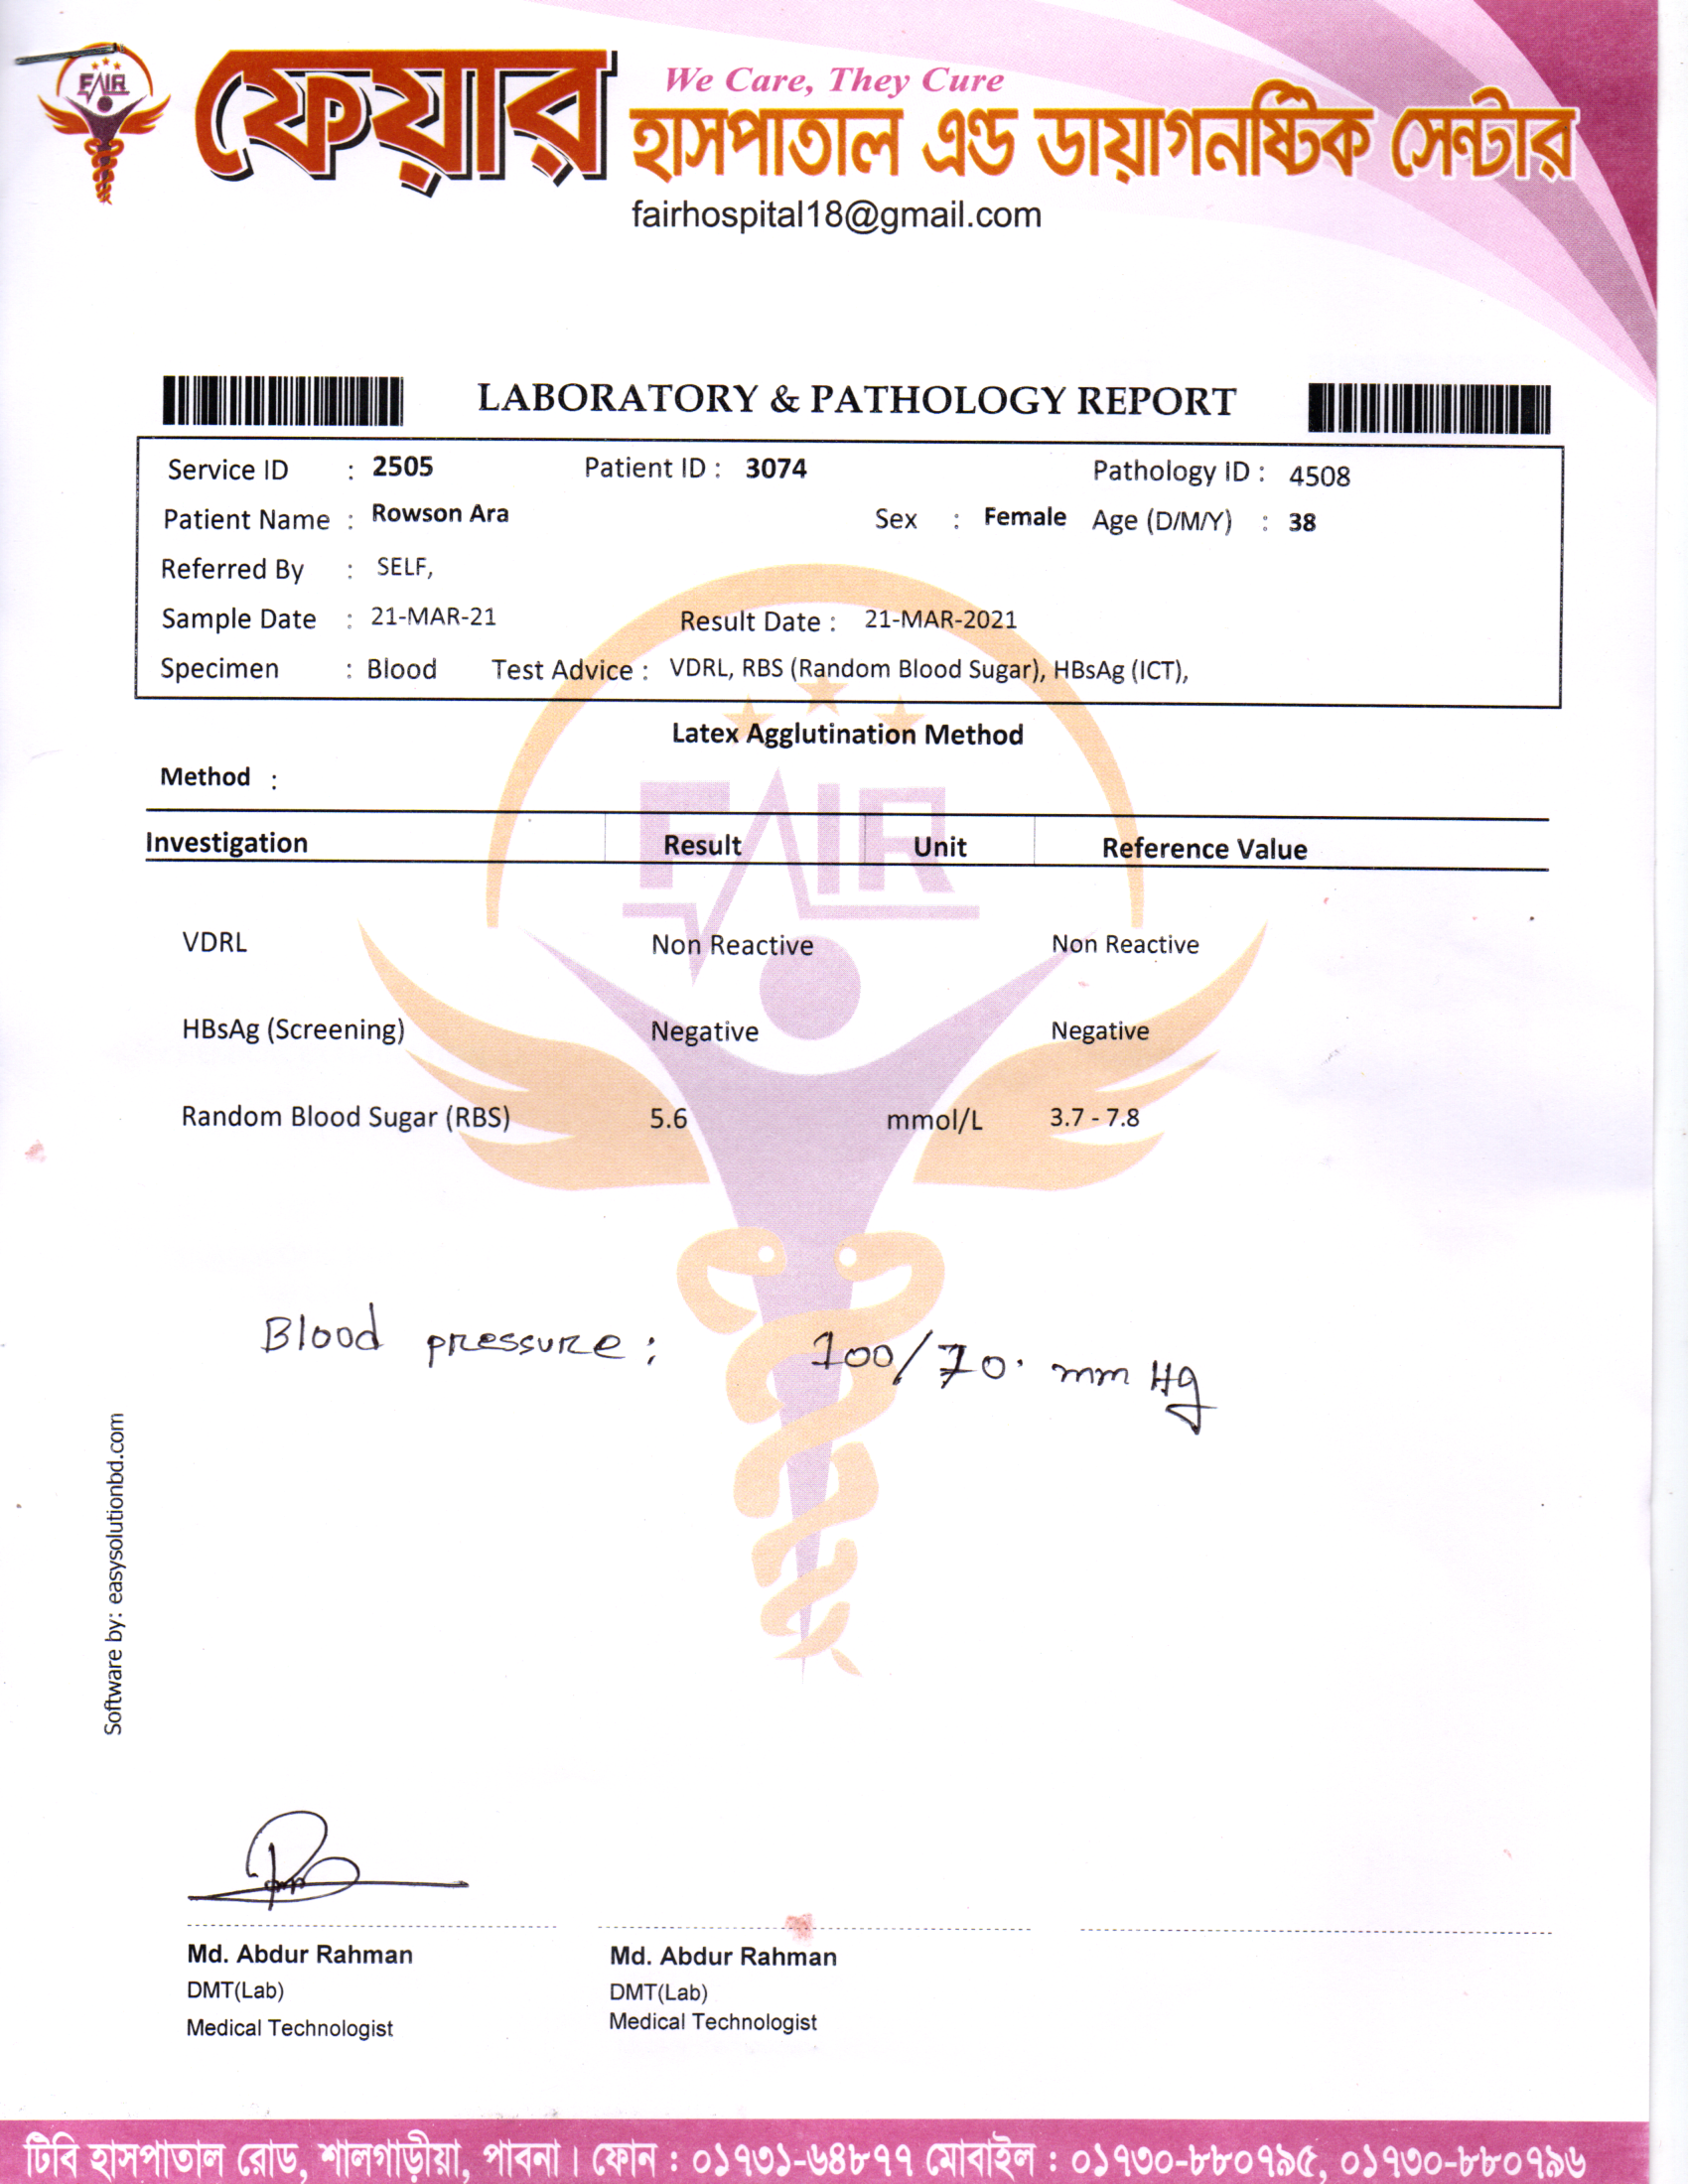 FAIR
ফেয়ার
We Care, They Cure
হাসপাতাল এণ্ড ডায়াগনষ্টিক সেন্টার
fairhospital18@gmail.com
LABORATORY & PATHOLOGY REPORT
Service ID : 2505 Patient ID : 3074 Pathology ID : 4508
Patient Name : Rowson Ara Sex : Female Age (D/M/Y) : 38
Referred By : SELF,
Sample Date : 21-MAR-21 Result Date : 21-MAR-2021
Specimen : Blood Test Advice : VDRL, RBS (Random Blood Sugar), HBsAg (ICT),
Latex Agglutination Method
Method :
FAIR
Investigation Result Unit Reference Value
VDRL Non Reactive Non Reactive
HBsAg (Screening) Negative Negative
Random Blood Sugar (RBS) 5.6 mmol/L 3.7 - 7.8
Blood pressure : 100/70. mm Hg
Software by: easysolutionbd.com
Md. Abdur Rahman Md. Abdur Rahman
DMT(Lab) DMT(Lab)
Medical Technologist Medical Technologist
টিবি হাসপাতাল রোড, শালগাড়ীয়া, পাবনা। ফোন : ০১৭৩১-৬৪৮৭৭ মোবাইল : ০১৭৩০-৮৮০৭৯৫, ০১৭৩০-৮৮০৭৯৬